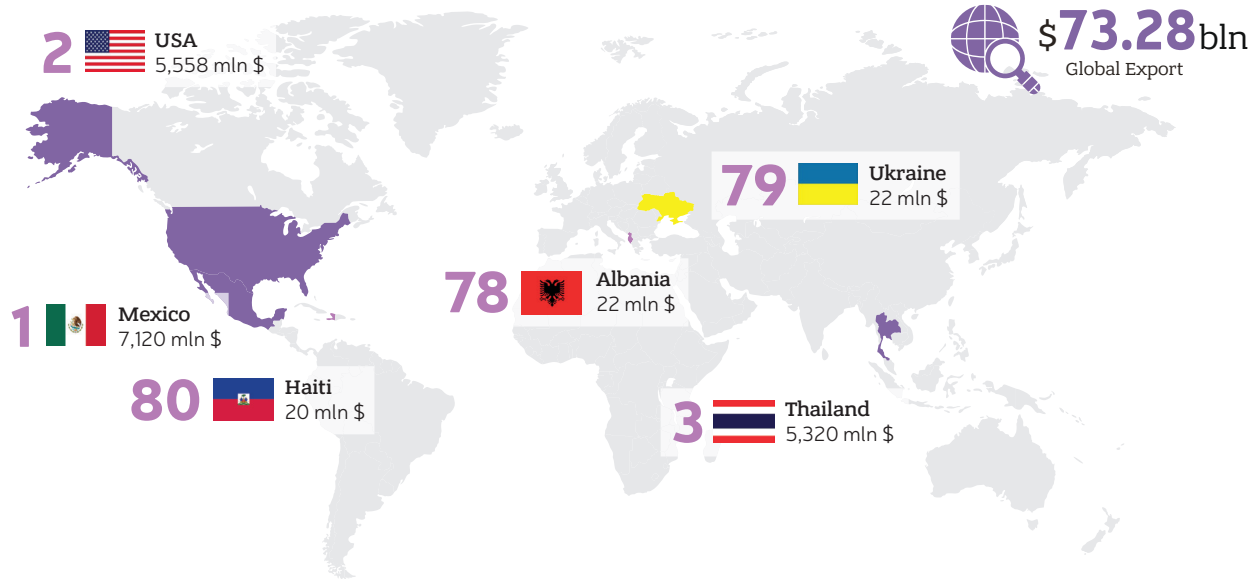 2
USA
5,558 mln $
$73.28bln
Global Export
79
Ukraine
22 mln $
78
Albania
22 mln $
1
Mexico
7,120 mln $
80
Haiti
20 mln $
3
Thailand
5,320 mln $